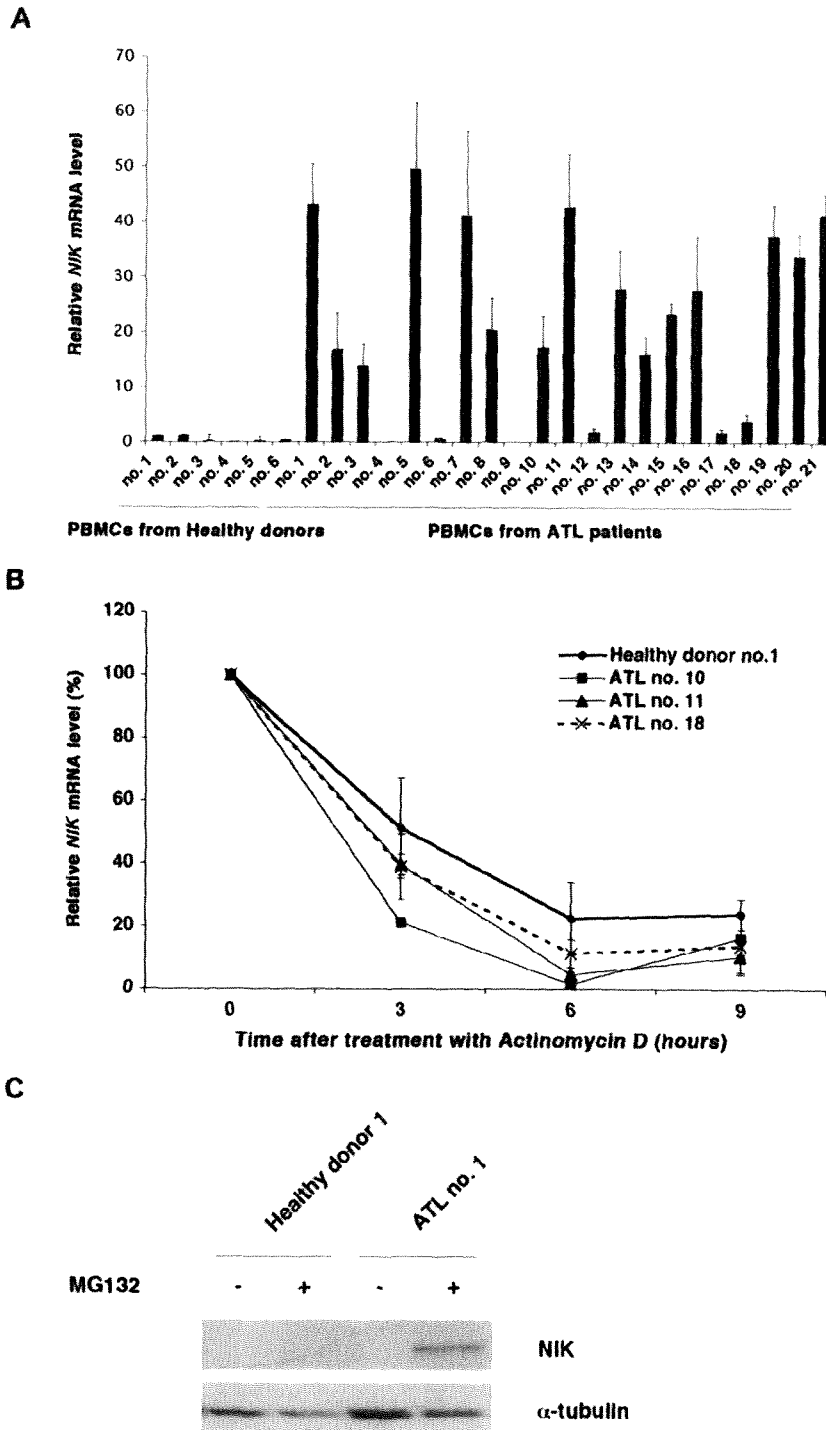 A
70
60
50
40
30
20
10
0
Relative NIK mRNA level
no. 1
no. 2
no. 3
no. 4
no. 5
no. 6
no. 1
no. 2
no. 3
no. 4
no. 5
no. 6
no. 7
no. 8
no. 9
no. 10
no. 11
no. 12
no. 13
no. 14
no. 15
no. 16
no. 17
no. 18
no. 19
no. 20
no. 21
PBMCs from Healthy donors
PBMCs from ATL patients
B
120
100
80
60
40
20
0
Relative NIK mRNA level (%)
Healthy donor no.1
ATL no. 10
ATL no. 11
ATL no. 18
0
3
6
9
Time after treatment with Actinomycin D (hours)
C
Healthy donor 1
ATL no. 1
MG132 - + - +
NIK
α-tubulin